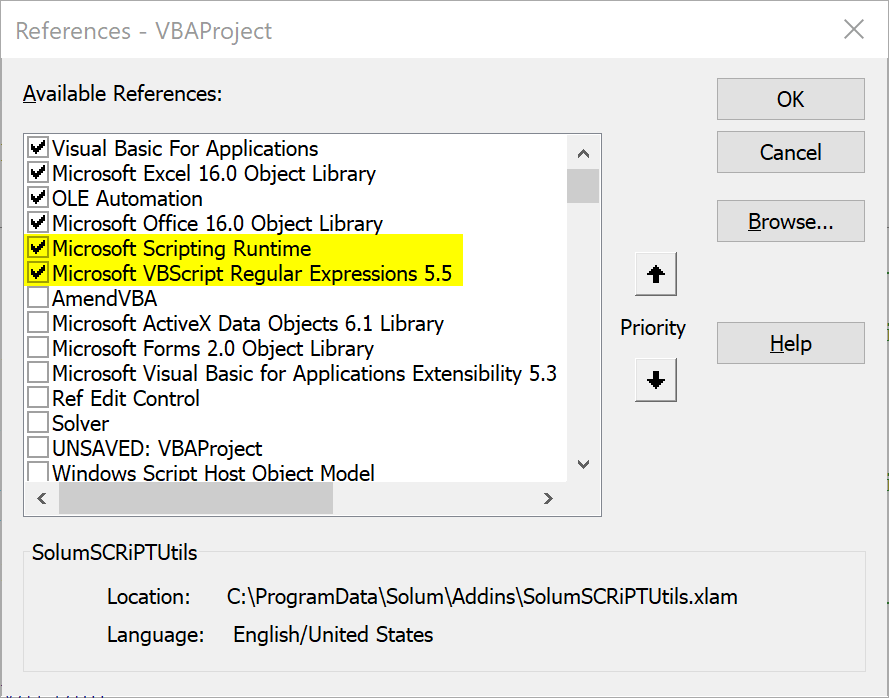 References - VBAProject
Available References:
Visual Basic For Applications
Microsoft Excel 16.0 Object Library
OLE Automation
Microsoft Office 16.0 Object Library
Microsoft Scripting Runtime
Microsoft VBScript Regular Expressions 5.5
AmendVBA
Microsoft ActiveX Data Objects 6.1 Library
Microsoft Forms 2.0 Object Library
Microsoft Visual Basic for Applications Extensibility 5.3
Ref Edit Control
Solver
UNSAVED: VBAProject
Windows Script Host Object Model
Priority
OK
Cancel
Browse...
Help
SolumSCRiPTUtils
Location: C:\ProgramData\Solum\Addins\SolumSCRiPTUtils.xlam
Language: English/United States